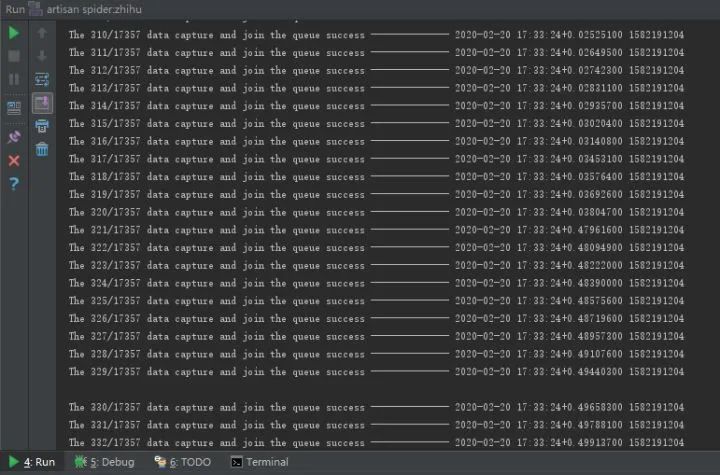 Run artisan spider:zhihu
The 310/17357 data capture and join the queue success ———————— 2020-02-20 17:33:24+0.02525100 1582191204
The 311/17357 data capture and join the queue success ———————— 2020-02-20 17:33:24+0.02649500 1582191204
The 312/17357 data capture and join the queue success ———————— 2020-02-20 17:33:24+0.02742300 1582191204
The 313/17357 data capture and join the queue success ———————— 2020-02-20 17:33:24+0.02831100 1582191204
The 314/17357 data capture and join the queue success ———————— 2020-02-20 17:33:24+0.02935700 1582191204
The 315/17357 data capture and join the queue success ———————— 2020-02-20 17:33:24+0.03020400 1582191204
The 316/17357 data capture and join the queue success ———————— 2020-02-20 17:33:24+0.03140800 1582191204
The 317/17357 data capture and join the queue success ———————— 2020-02-20 17:33:24+0.03453100 1582191204
The 318/17357 data capture and join the queue success ———————— 2020-02-20 17:33:24+0.03576400 1582191204
The 319/17357 data capture and join the queue success ———————— 2020-02-20 17:33:24+0.03692600 1582191204
The 320/17357 data capture and join the queue success ———————— 2020-02-20 17:33:24+0.03804700 1582191204
The 321/17357 data capture and join the queue success ———————— 2020-02-20 17:33:24+0.47961600 1582191204
The 322/17357 data capture and join the queue success ———————— 2020-02-20 17:33:24+0.48094900 1582191204
The 323/17357 data capture and join the queue success ———————— 2020-02-20 17:33:24+0.48222000 1582191204
The 324/17357 data capture and join the queue success ———————— 2020-02-20 17:33:24+0.48390000 1582191204
The 325/17357 data capture and join the queue success ———————— 2020-02-20 17:33:24+0.48575600 1582191204
The 326/17357 data capture and join the queue success ———————— 2020-02-20 17:33:24+0.48719600 1582191204
The 327/17357 data capture and join the queue success ———————— 2020-02-20 17:33:24+0.48957300 1582191204
The 328/17357 data capture and join the queue success ———————— 2020-02-20 17:33:24+0.49107600 1582191204
The 329/17357 data capture and join the queue success ———————— 2020-02-20 17:33:24+0.49440300 1582191204
The 330/17357 data capture and join the queue success ———————— 2020-02-20 17:33:24+0.49658300 1582191204
The 331/17357 data capture and join the queue success ———————— 2020-02-20 17:33:24+0.49788100 1582191204
The 332/17357 data capture and join the queue success ———————— 2020-02-20 17:33:24+0.49913700 1582191204
4: Run 5: Debug 6: TODO Terminal